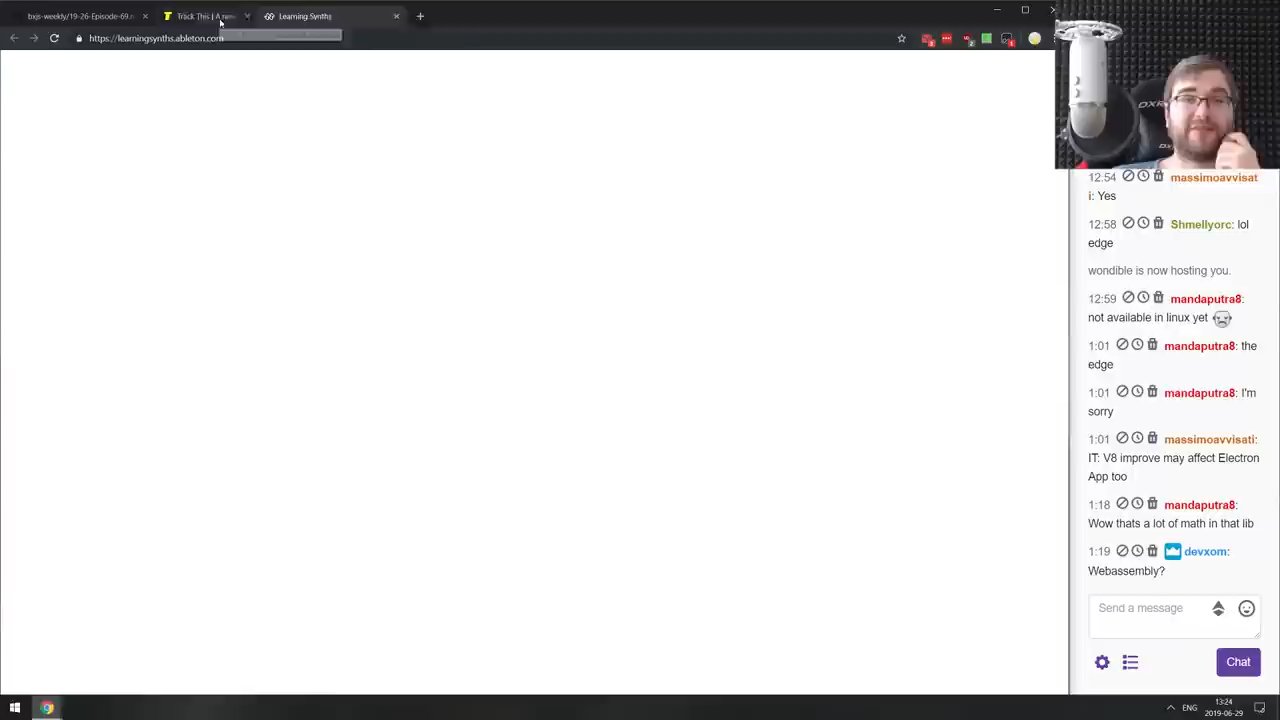 bxjs-weekly/19-26-Episode-69.m
Track This | A new
Learning Synths
https://learningsynths.ableton.com
DXR
12:54 massimoavvisat
i: Yes
12:58 Shmellyorc: lol
edge
wondible is now hosting you.
12:59 mandaputra8:
not available in linux yet
1:01 mandaputra8: the
edge
1:01 mandaputra8: I'm
sorry
1:01 massimoavvisati:
IT: V8 improve may affect Electron
App too
1:18 mandaputra8:
Wow thats a lot of math in that lib
1:19 devxom:
Webassembly?
Send a message
Chat
ENG
13:24
2019-06-29